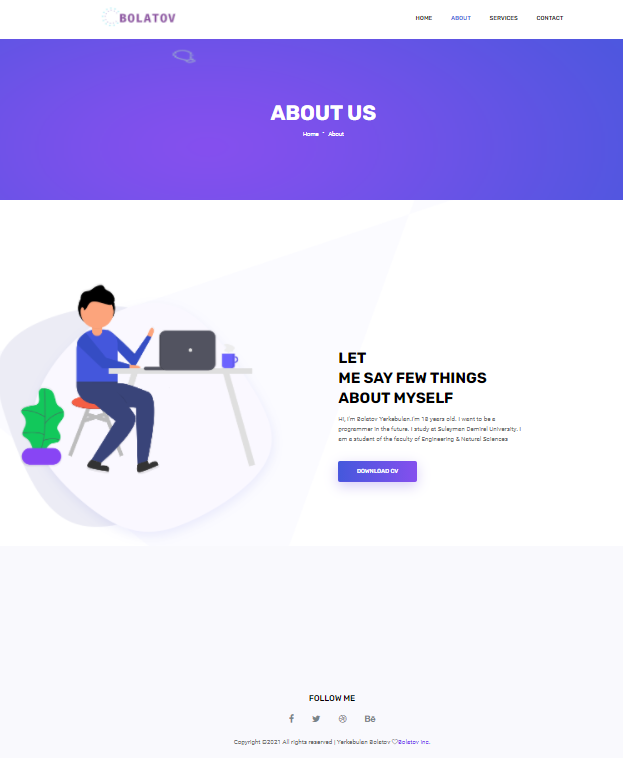 BOLATOV
HOME ABOUT SERVICES CONTACT
ABOUT US
Home - About
LET
ME SAY FEW THINGS
ABOUT MYSELF
Hi, I'm Bolatov Yerkebulan.I'm 18 years old. I want to be a
programmer in the future. I study at Suleyman Demirel University. I
am a student of the faculty of Engineering & Natural Sciences
DOWNLOAD CV
FOLLOW ME
Copyright ©2021 All rights reserved | Yerkebulan Bolatov ♡Bolatov Inc.